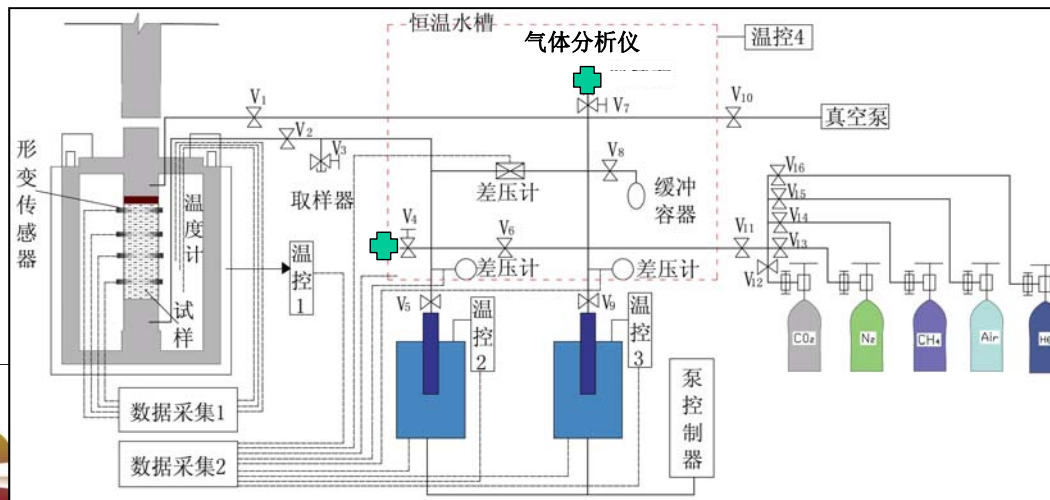 恒温水槽
气体分析仪
温控4
V1
V7
V10
真空泵
V2
V3
V8
V16
形变传感器
取样器
差压计
缓冲容器
V15
温度计
V4
V6
V11
V14
V13
温控1
差压计
差压计
V12
试样
V5
温控2
V9
温控3
CO2
N2
CH4
Air
He
泵控制器
数据采集1
数据采集2